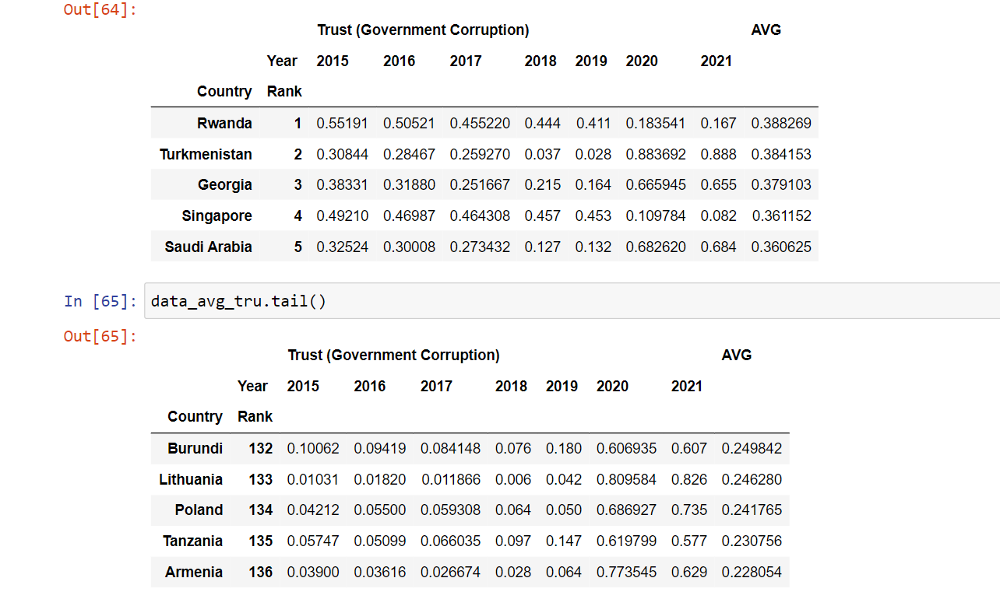 Out[64]:
Trust (Government Corruption) AVG
Year 2015 2016 2017 2018 2019 2020 2021
Country Rank
Rwanda 1 0.55191 0.50521 0.455220 0.444 0.411 0.183541 0.167 0.388269
Turkmenistan 2 0.30844 0.28467 0.259270 0.037 0.028 0.883692 0.888 0.384153
Georgia 3 0.38331 0.31880 0.251667 0.215 0.164 0.665945 0.655 0.379103
Singapore 4 0.49210 0.46987 0.464308 0.457 0.453 0.109784 0.082 0.361152
Saudi Arabia 5 0.32524 0.30008 0.273432 0.127 0.132 0.682620 0.684 0.360625
In [65]: data_avg_tru.tail()
Out[65]:
Trust (Government Corruption) AVG
Year 2015 2016 2017 2018 2019 2020 2021
Country Rank
Burundi 132 0.10062 0.09419 0.084148 0.076 0.180 0.606935 0.607 0.249842
Lithuania 133 0.01031 0.01820 0.011866 0.006 0.042 0.809584 0.826 0.246280
Poland 134 0.04212 0.05500 0.059308 0.064 0.050 0.686927 0.735 0.241765
Tanzania 135 0.05747 0.05099 0.066035 0.097 0.147 0.619799 0.577 0.230756
Armenia 136 0.03900 0.03616 0.026674 0.028 0.064 0.773545 0.629 0.228054